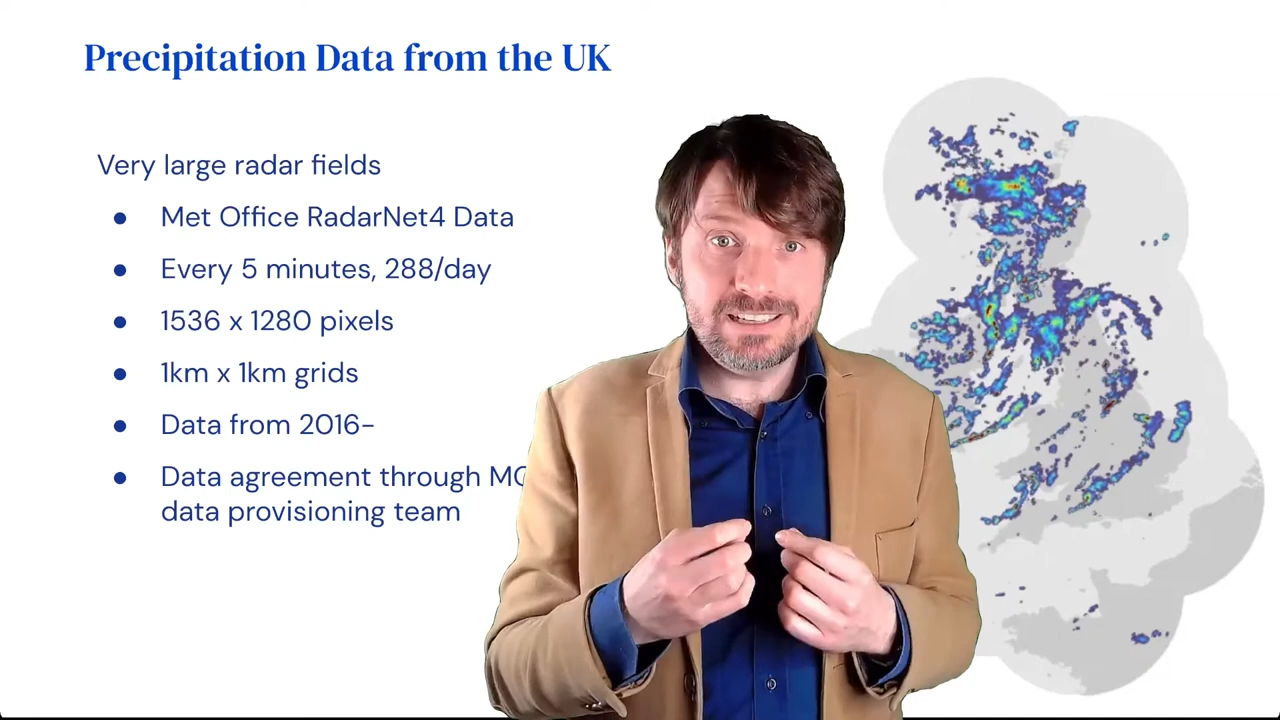 Precipitation Data from the UK
Very large radar fields
● Met Office RadarNet4 Data
● Every 5 minutes, 288/day
● 1536 x 1280 pixels
● 1km x 1km grids
● Data from 2016-
● Data agreement through
data provisioning team